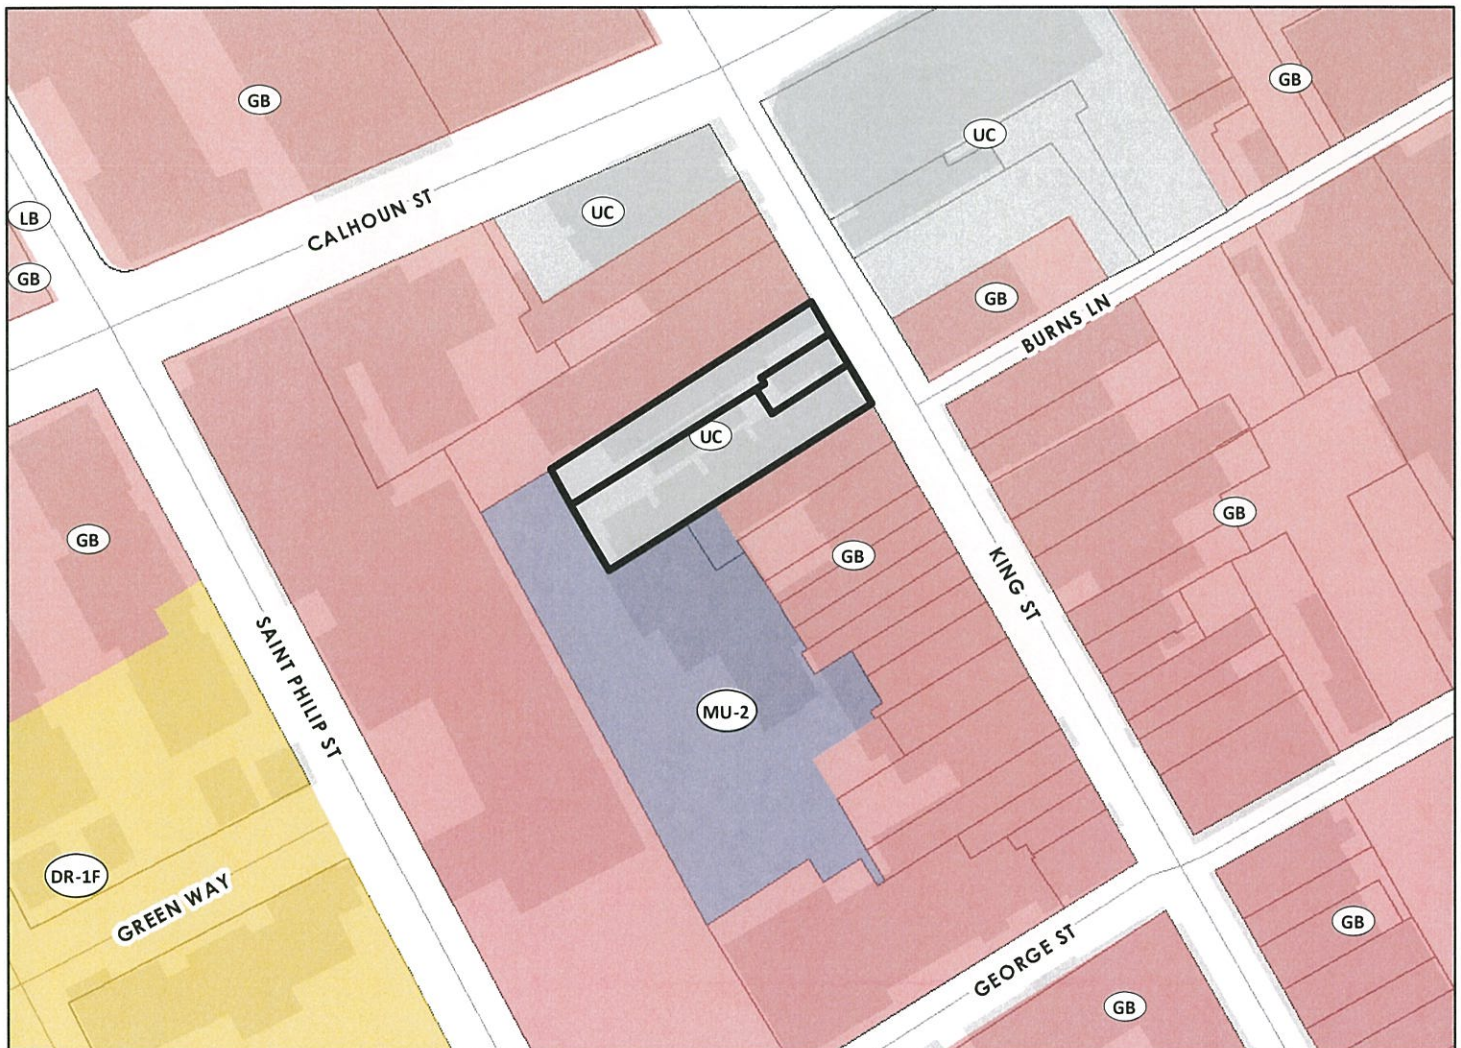 GB
GB
UC
UC
CALHOUN ST
LB
GB
GB
BURNS LN
UC
GB
GB
GB
KING ST
SAINT PHILIP ST
MU-2
DR-1F
GREEN WAY
GB
GEORGE ST
GB